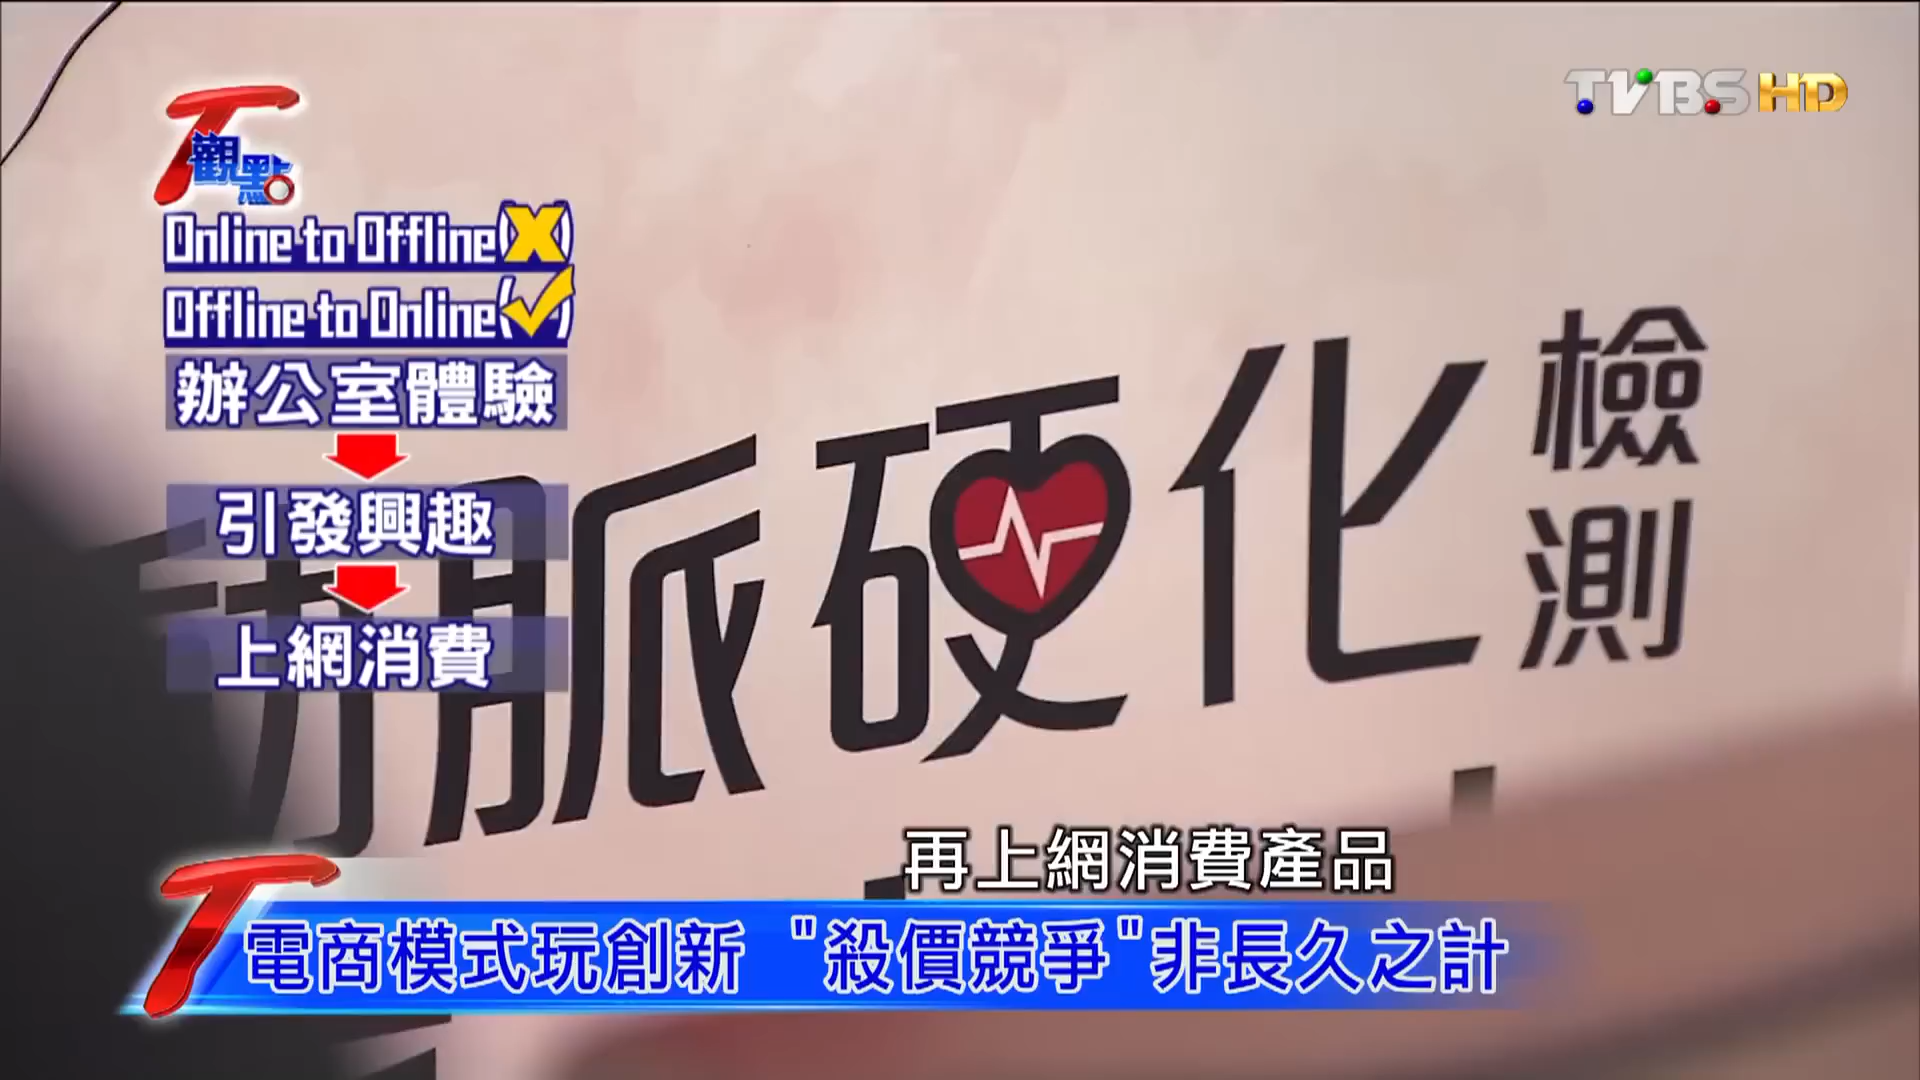 TVBS HD
T觀點
Online to Offline(X)
Offline to Online(✓)
辦公室體驗
引發興趣
上網消費
動脈硬化
檢測
再上網消費產品
電商模式玩創新 "殺價競爭"非長久之計